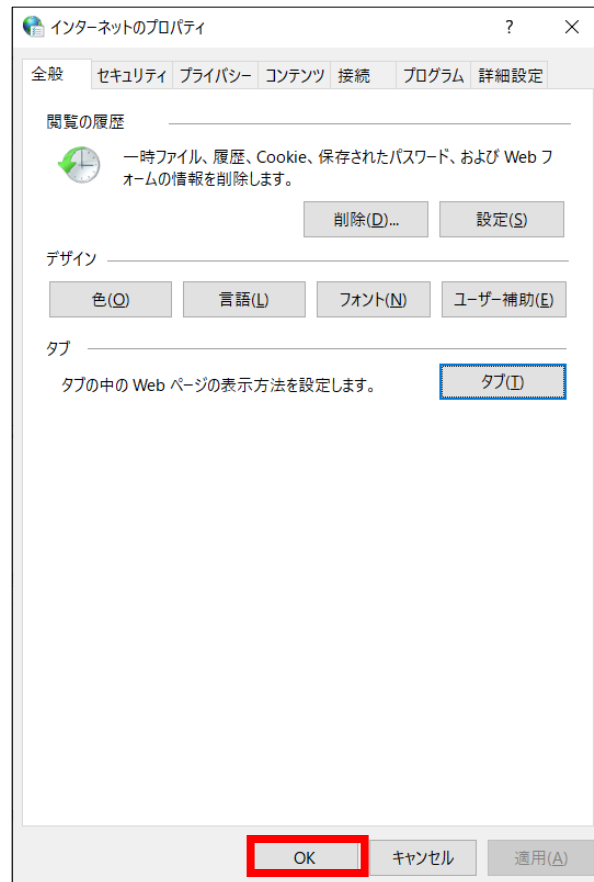 インターネットのプロパティ ?
全般 セキュリティ プライバシー コンテンツ 接続 プログラム 詳細設定
閲覧の履歴
一時ファイル、履歴、Cookie、保存されたパスワード、および Web フ
ォームの情報を削除します。
削除(D)... 設定(S)
デザイン
色(O) 言語(L) フォント(N) ユーザー補助(E)
タブ
タブの中の Web ページの表示方法を設定します。 タブ(T)
OK キャンセル 適用(A)